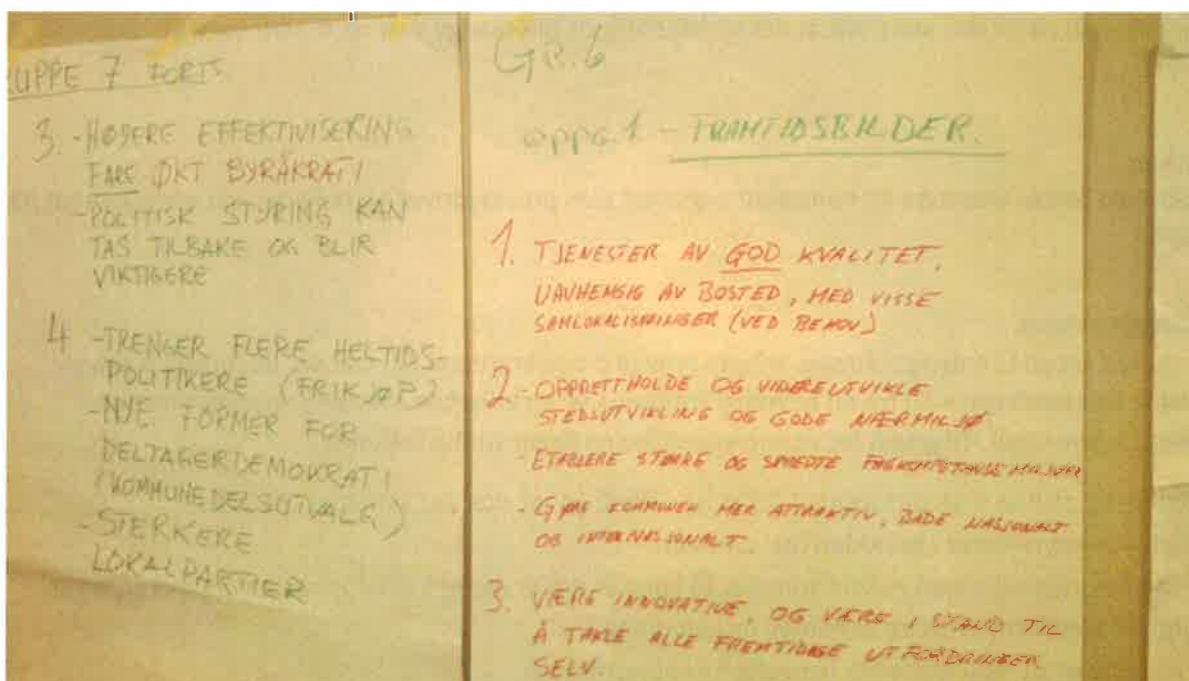 UPPE 7 FORTS
3. - HØYERE EFFEKTIVISERING
FARE ØKT BYRÅKRATI
- POLITISK STYRING KAN
TAS TILBAKE OG BLIR
VIKTIGERE
4 - TRENGER FLERE HELTIDS-
POLITIKERE (FRIKJØP)
- NYE FORMER FOR
DELTAGERDEMOKRATI
(KOMMUNEDELSUTVALG)
- STERKERE
LOKALPARTIER
GR. 6
oppg. 1 - FRAMTIDSBILDER.
1. TJENESTER AV GOD KVALITET,
UAVHENGIG AV BOSTED, MED VISSE
SAMLOKALISERINGER (VED BEHOV)
2. - OPPRETTHOLDE OG VIDEREUTVIKLE
STEDSUTVIKLING OG GODE NÆRMILJØ
- ETABLERE STØRRE OG SPREDTE FAGKOMPETANSEMILJØER
- GJØRE KOMMUNEN MER ATTRAKTIV, BÅDE NASJONALT
OG INTERNASJONALT
3. VÆRE INNOVATIVE, OG VÆRE I STAND TIL
Å TAKLE ALLE FREMTIDIGE UTFORDRINGER
SELV.